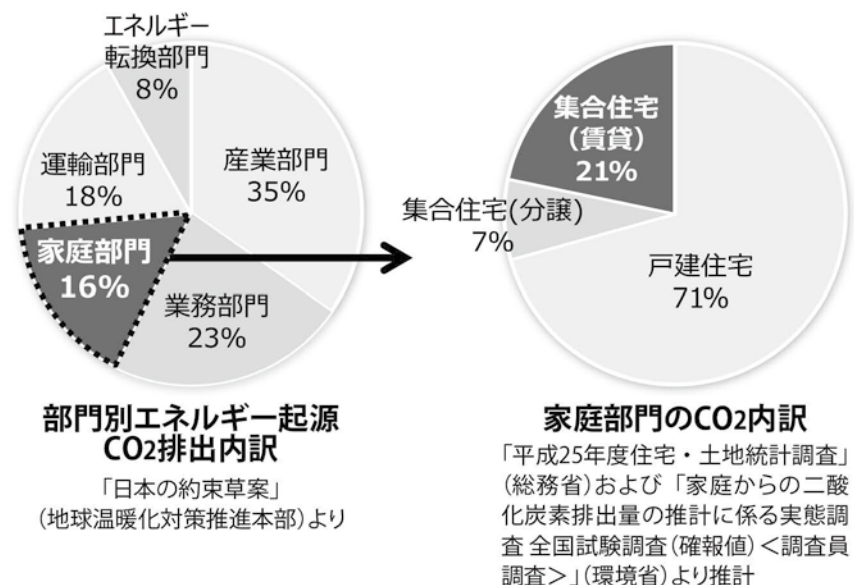 エネルギー
転換部門
8%
産業部門
35%
運輸部門
18%
家庭部門
16%
業務部門
23%
部門別エネルギー起源
CO2排出内訳
「日本の約束草案」
（地球温暖化対策推進本部）より
集合住宅
（賃貸）
21%
集合住宅(分譲)
7%
戸建住宅
71%
家庭部門のCO2内訳
「平成25年度住宅・土地統計調査」
（総務省）および「家庭からの二酸
化炭素排出量の推計に係る実態調
査 全国試験調査（確報値）＜調査員
調査＞」（環境省）より推計